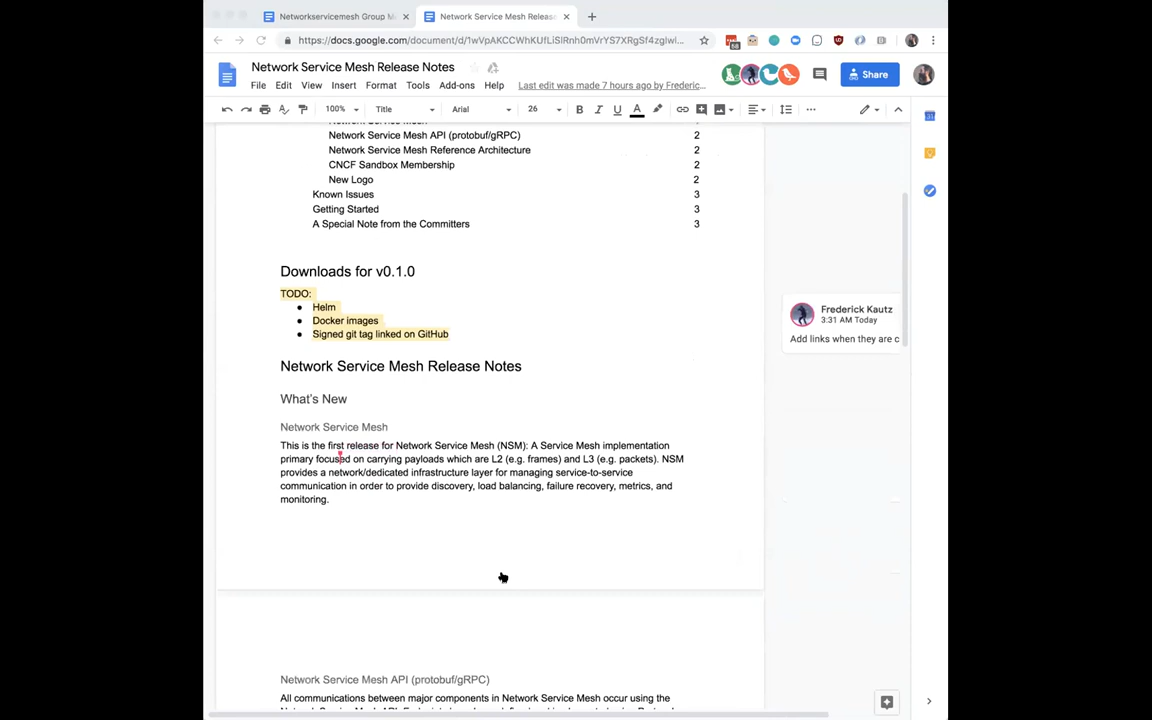 Networkservicemesh Group M
Network Service Mesh Release
https://docs.google.com/document/d/1wVpAKCCWhKUfLiSlRnh0mVrYS7XRgSf4zglwl...
58
Network Service Mesh Release Notes
Share
File Edit View Insert Format Tools Add-ons Help Last edit was made 7 hours ago by Frederic...
100% Title Arial 26 B I U A
Network Service Mesh
Network Service Mesh API (protobuf/gRPC) 2
Network Service Mesh Reference Architecture 2
CNCF Sandbox Membership 2
New Logo 2
Known Issues 3
Getting Started 3
A Special Note from the Committers 3
Downloads for v0.1.0
TODO:
Helm
Docker images
Signed git tag linked on GitHub
Frederick Kautz
3:31 AM Today
Add links when they are c
Network Service Mesh Release Notes
What's New
Network Service Mesh
This is the first release for Network Service Mesh (NSM): A Service Mesh implementation
primary focused on carrying payloads which are L2 (e.g. frames) and L3 (e.g. packets). NSM
provides a network/dedicated infrastructure layer for managing service-to-service
communication in order to provide discovery, load balancing, failure recovery, metrics, and
monitoring.
Network Service Mesh API (protobuf/gRPC)
All communications between major components in Network Service Mesh occur using the